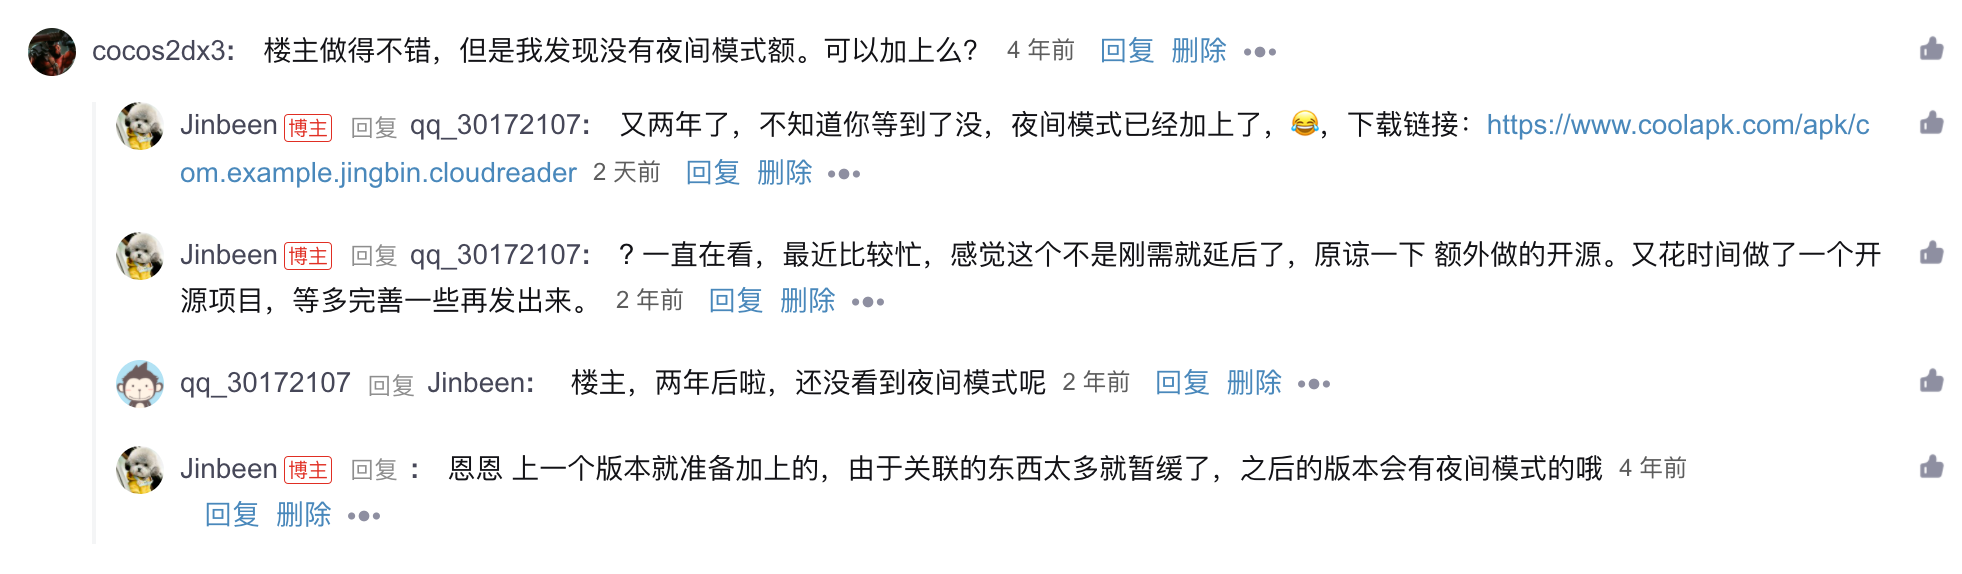 cocos2dx3: 楼主做得不错，但是我发现没有夜间模式额。可以加上么？ 4 年前 回复 删除 •••
Jinbeen 博主 回复 qq_30172107: 又两年了，不知道你等到了没，夜间模式已经加上了，😂，下载链接：https://www.coolapk.com/apk/c
om.example.jingbin.cloudreader 2 天前 回复 删除 •••
Jinbeen 博主 回复 qq_30172107: ? 一直在看，最近比较忙，感觉这个不是刚需就延后了，原谅一下 额外做的开源。又花时间做了一个开
源项目，等多完善一些再发出来。 2 年前 回复 删除 •••
qq_30172107 回复 Jinbeen: 楼主，两年后啦，还没看到夜间模式呢 2 年前 回复 删除 •••
Jinbeen 博主 回复 : 恩恩 上一个版本就准备加上的，由于关联的东西太多就暂缓了，之后的版本会有夜间模式的哦 4 年前
回复 删除 •••